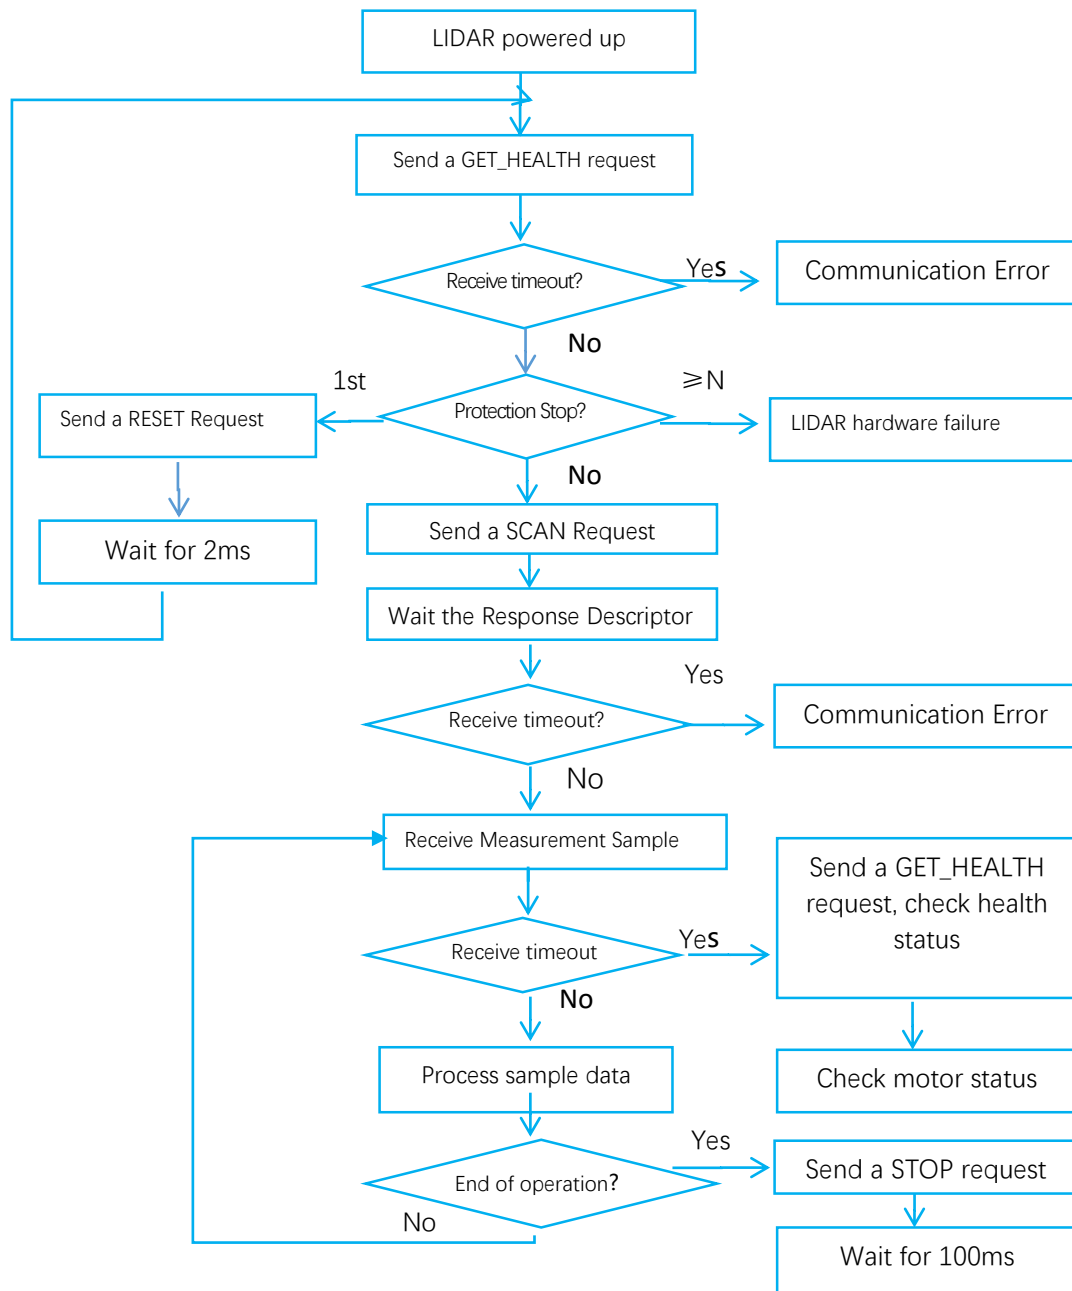 LIDAR powered up
Send a GET_HEALTH request
Receive timeout?
Yes
Communication Error
No
1st
≥N
Send a RESET Request
Protection Stop?
LIDAR hardware failure
No
Send a SCAN Request
Wait for 2ms
Wait the Response Descriptor
Yes
Receive timeout?
Communication Error
No
Receive Measurement Sample
Send a GET_HEALTH
request, check health
status
Receive timeout
Yes
No
Process sample data
Check motor status
Yes
End of operation?
Send a STOP request
No
Wait for 100ms